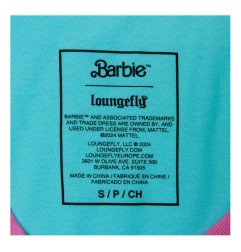 Barbie™
loungefly®
BARBIE™ AND ASSOCIATED TRADEMARKS
AND TRADE DRESS ARE OWNED BY, AND
USED UNDER LICENSE FROM, MATTEL.
©2024 MATTEL
LOUNGEFLY, LLC © 2024
LOUNGEFLY.COM
LOUNGEFLYEUROPE.COM
3601 W OLIVE AVE. SUITE 500
BURBANK, CA 91505
MADE IN CHINA / FABRIQUÉ EN CHINE /
FABRICADO EN CHINA
S / P / CH